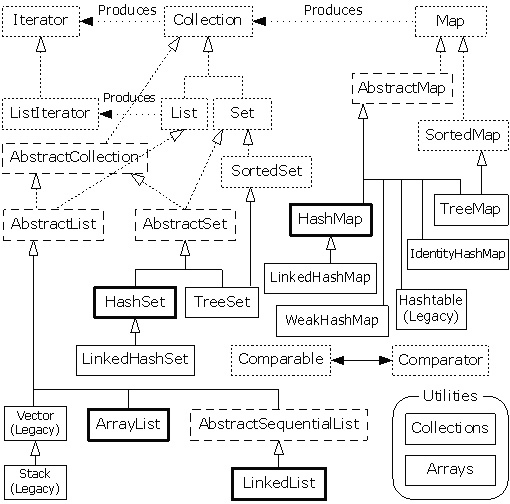 Iterator
Produces
Collection
Produces
Map
AbstractMap
ListIterator
Produces
List
Set
SortedMap
AbstractCollection
SortedSet
AbstractList
AbstractSet
HashMap
TreeMap
IdentityHashMap
LinkedHashMap
HashSet
TreeSet
Hashtable
(Legacy)
WeakHashMap
LinkedHashSet
Comparable
Comparator
Vector
(Legacy)
ArrayList
AbstractSequentialList
Stack
(Legacy)
LinkedList
Utilities
Collections
Arrays